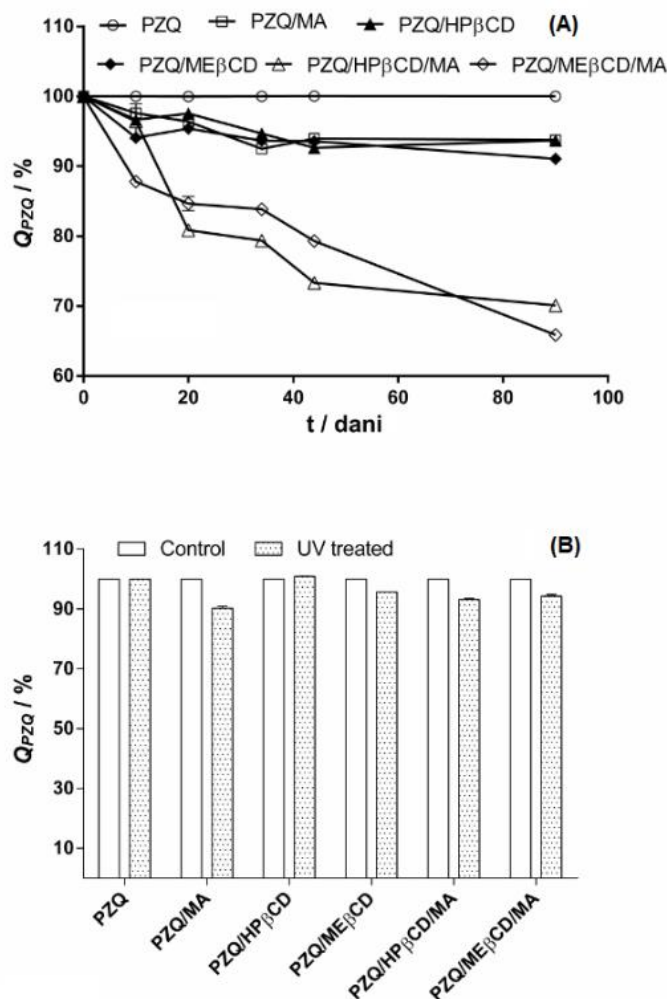 110
PZQ PZQ/MA PZQ/HPβCD (A)
PZQ/MEβCD PZQ/HPβCD/MA PZQ/MEβCD/MA
100
90
80
70
60
Q_PZQ / %
0 20 40 60 80 100
t / dani
110
Control UV treated (B)
90
70
50
30
10
Q_PZQ / %
PZQ
PZQ/MA
PZQ/HPβCD
PZQ/MEβCD
PZQ/HPβCD/MA
PZQ/MEβCD/MA